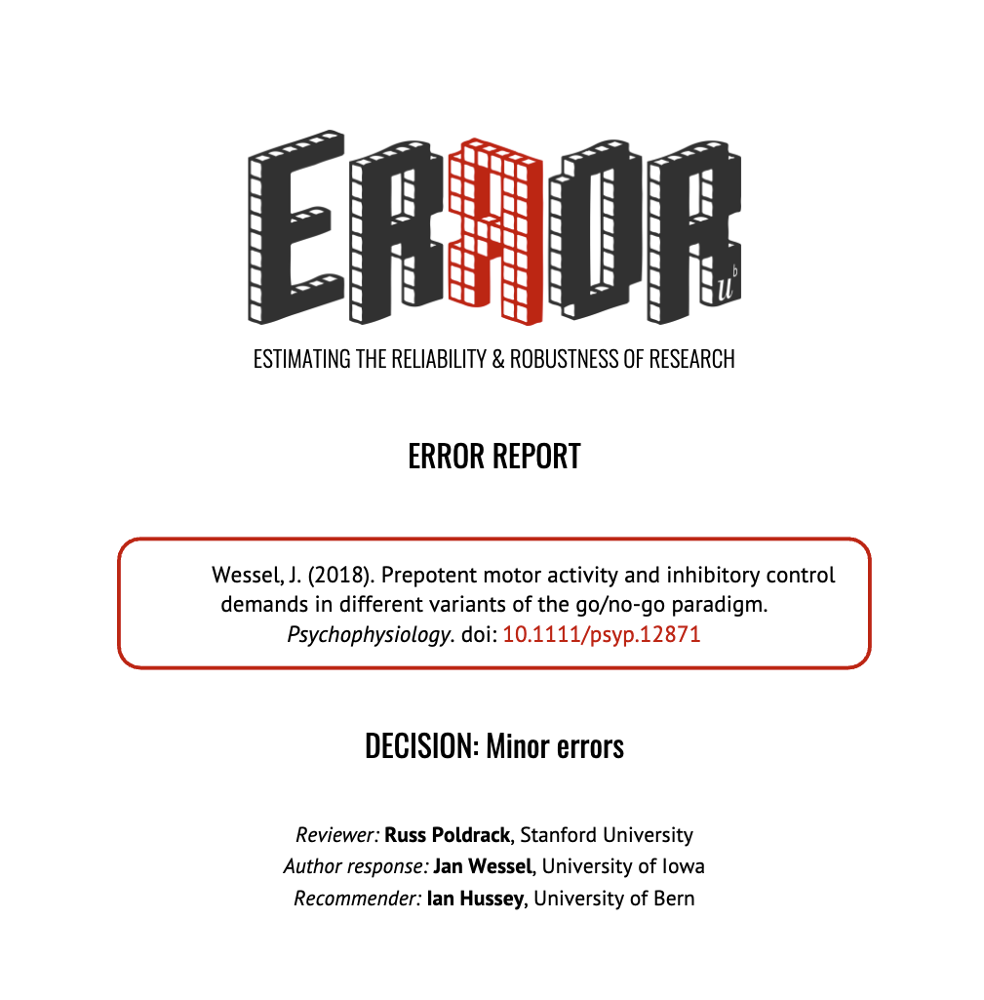 ERROR
u b
ESTIMATING THE RELIABILITY & ROBUSTNESS OF RESEARCH
ERROR REPORT
Wessel, J. (2018). Prepotent motor activity and inhibitory control
demands in different variants of the go/no-go paradigm.
Psychophysiology. doi: 10.1111/psyp.12871
DECISION: Minor errors
Reviewer: Russ Poldrack, Stanford University
Author response: Jan Wessel, University of Iowa
Recommender: Ian Hussey, University of Bern